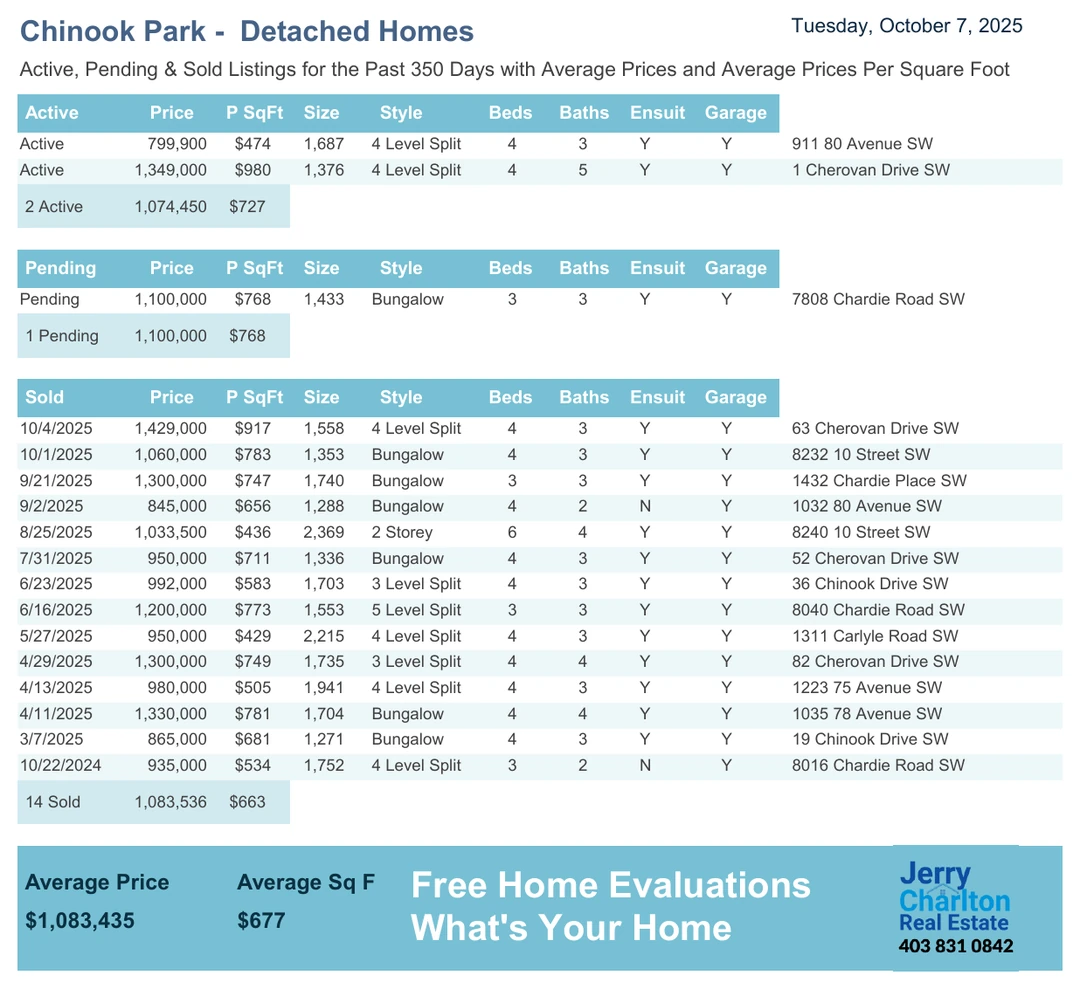 Chinook Park - Detached Homes
Tuesday, October 7, 2025
Active, Pending & Sold Listings for the Past 350 Days with Average Prices and Average Prices Per Square Foot
Active Price P SqFt Size Style Beds Baths Ensuit Garage
Active 799,900 $474 1,687 4 Level Split 4 3 Y Y 911 80 Avenue SW
Active 1,349,000 $980 1,376 4 Level Split 4 5 Y Y 1 Cherovan Drive SW
2 Active 1,074,450 $727
Pending Price P SqFt Size Style Beds Baths Ensuit Garage
Pending 1,100,000 $768 1,433 Bungalow 3 3 Y Y 7808 Chardie Road SW
1 Pending 1,100,000 $768
Sold Price P SqFt Size Style Beds Baths Ensuit Garage
10/4/2025 1,429,000 $917 1,558 4 Level Split 4 3 Y Y 63 Cherovan Drive SW
10/1/2025 1,060,000 $783 1,353 Bungalow 4 3 Y Y 8232 10 Street SW
9/21/2025 1,300,000 $747 1,740 Bungalow 3 3 Y Y 1432 Chardie Place SW
9/2/2025 845,000 $656 1,288 Bungalow 4 2 N Y 1032 80 Avenue SW
8/25/2025 1,033,500 $436 2,369 2 Storey 6 4 Y Y 8240 10 Street SW
7/31/2025 950,000 $711 1,336 Bungalow 4 3 Y Y 52 Cherovan Drive SW
6/23/2025 992,000 $583 1,703 3 Level Split 4 3 Y Y 36 Chinook Drive SW
6/16/2025 1,200,000 $773 1,553 5 Level Split 3 3 Y Y 8040 Chardie Road SW
5/27/2025 950,000 $429 2,215 4 Level Split 4 3 Y Y 1311 Carlyle Road SW
4/29/2025 1,300,000 $749 1,735 3 Level Split 4 4 Y Y 82 Cherovan Drive SW
4/13/2025 980,000 $505 1,941 4 Level Split 4 3 Y Y 1223 75 Avenue SW
4/11/2025 1,330,000 $781 1,704 Bungalow 4 4 Y Y 1035 78 Avenue SW
3/7/2025 865,000 $681 1,271 Bungalow 4 3 Y Y 19 Chinook Drive SW
10/22/2024 935,000 $534 1,752 4 Level Split 3 2 N Y 8016 Chardie Road SW
14 Sold 1,083,536 $663
Average Price Average Sq F
$1,083,435 $677
Free Home Evaluations
What's Your Home
Jerry
Charlton
Real Estate
403 831 0842